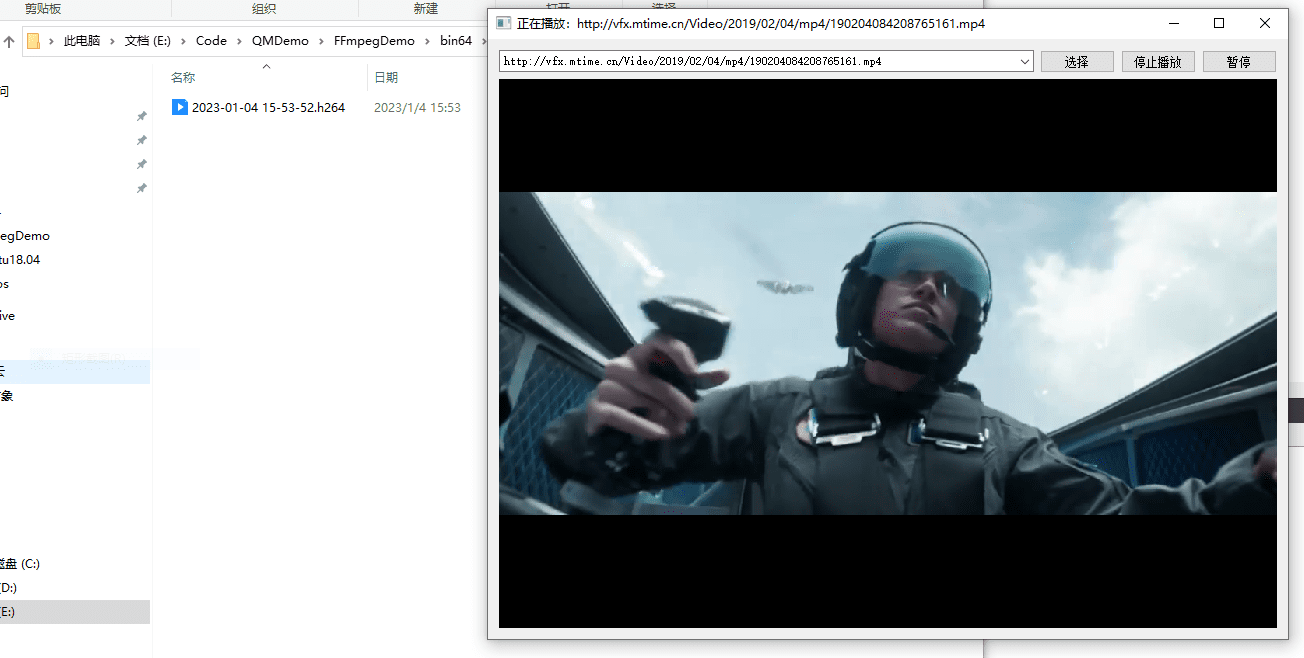 剪贴板 组织 新建 打开 选择
此电脑 › 文档 (E:) › Code › QMDemo › FFmpegDemo › bin64 ›
名称 日期
2023-01-04 15-53-52.h264 2023/1/4 15:53
问
egDemo
tu18.04
os
ive
云
象
磁盘 (C:)
(D:)
(E:)
正在播放: http://vfx.mtime.cn/Video/2019/02/04/mp4/190204084208765161.mp4
http://vfx.mtime.cn/Video/2019/02/04/mp4/190204084208765161.mp4 选择 停止播放 暂停